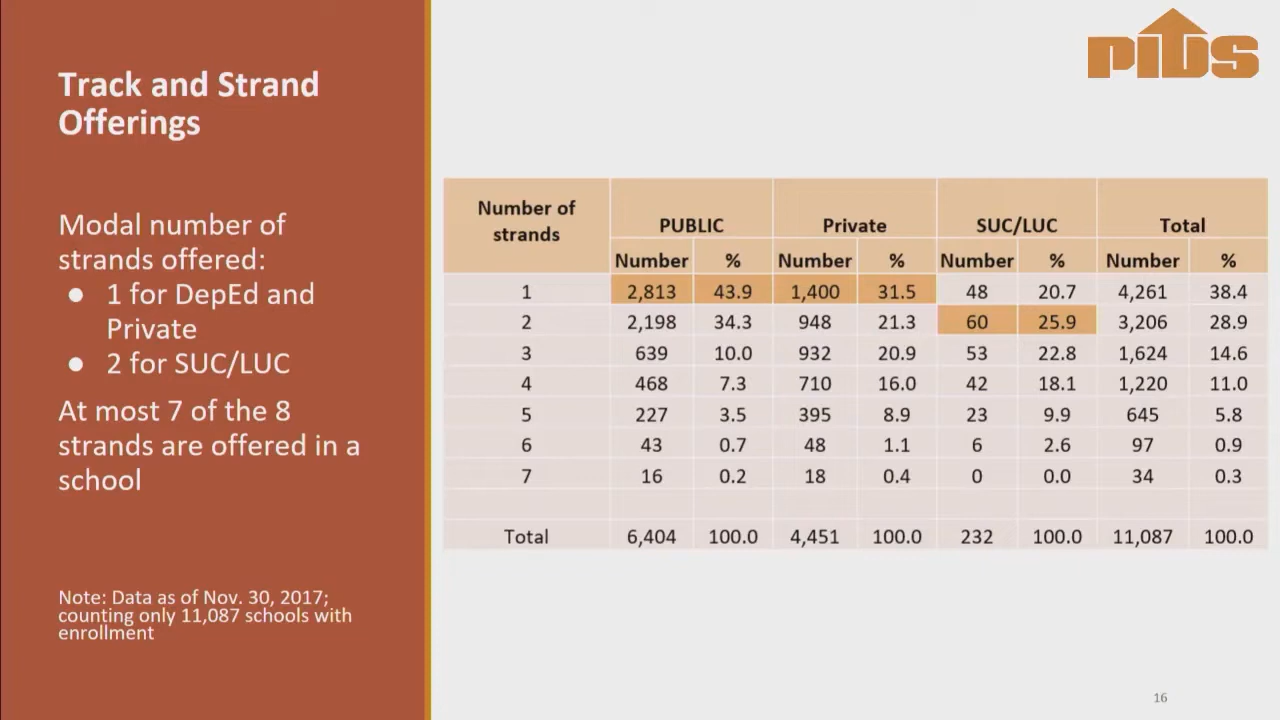 PIDS
Track and Strand
Offerings
Modal number of
strands offered:
● 1 for DepEd and
Private
● 2 for SUC/LUC
At most 7 of the 8
strands are offered in a
school
Note: Data as of Nov. 30, 2017;
counting only 11,087 schools with
enrollment
Number of strands PUBLIC Private SUC/LUC Total
Number % Number % Number % Number %
1 2,813 43.9 1,400 31.5 48 20.7 4,261 38.4
2 2,198 34.3 948 21.3 60 25.9 3,206 28.9
3 639 10.0 932 20.9 53 22.8 1,624 14.6
4 468 7.3 710 16.0 42 18.1 1,220 11.0
5 227 3.5 395 8.9 23 9.9 645 5.8
6 43 0.7 48 1.1 6 2.6 97 0.9
7 16 0.2 18 0.4 0 0.0 34 0.3
Total 6,404 100.0 4,451 100.0 232 100.0 11,087 100.0
16